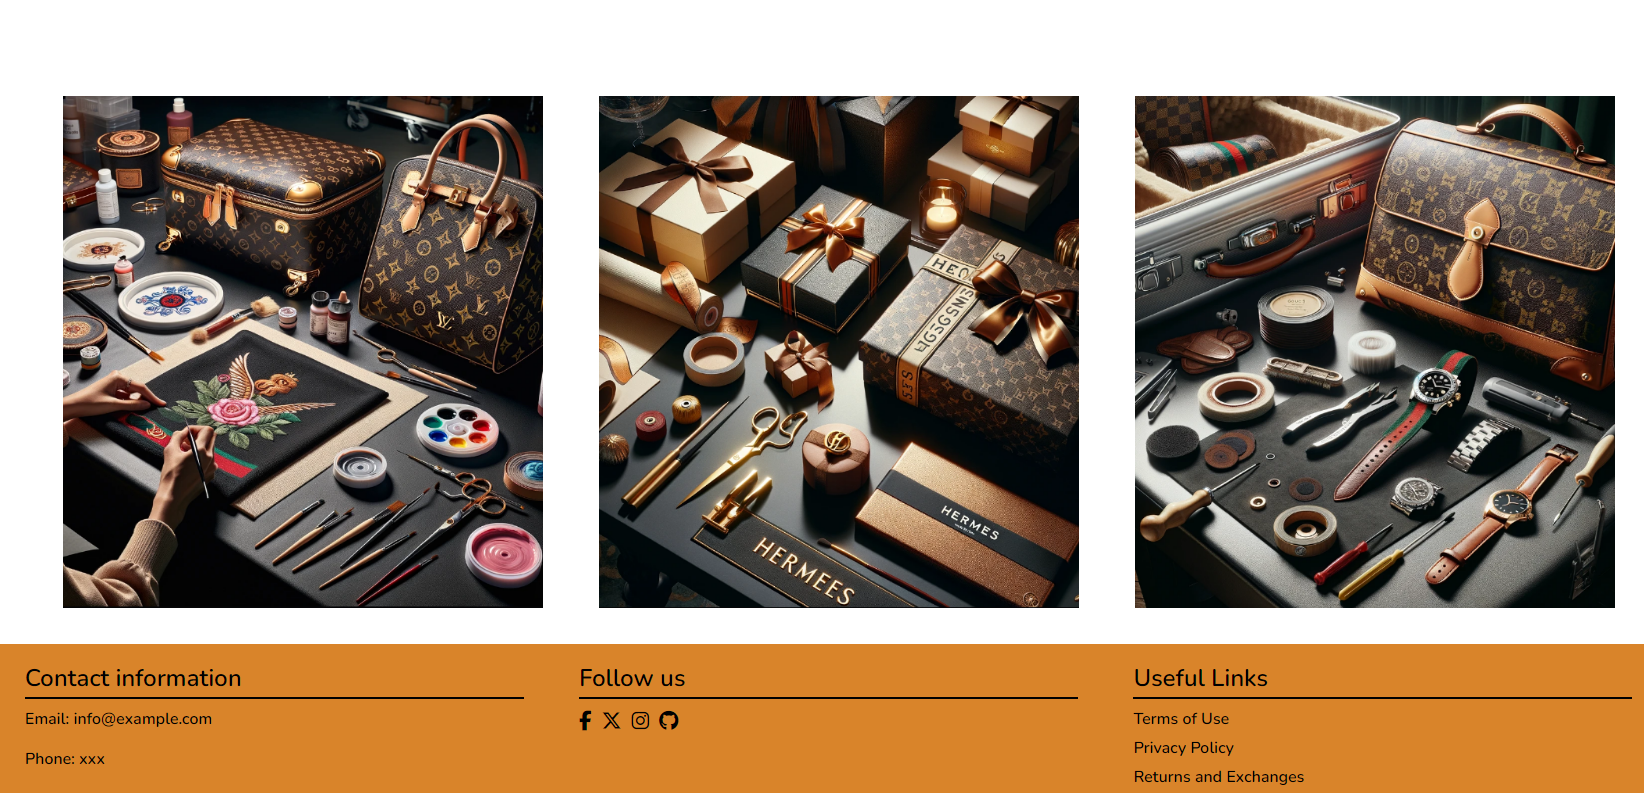 HERMES
HERMEES
Contact information
Follow us
Useful Links
Email: info@example.com
Phone: xxx
Terms of Use
Privacy Policy
Returns and Exchanges